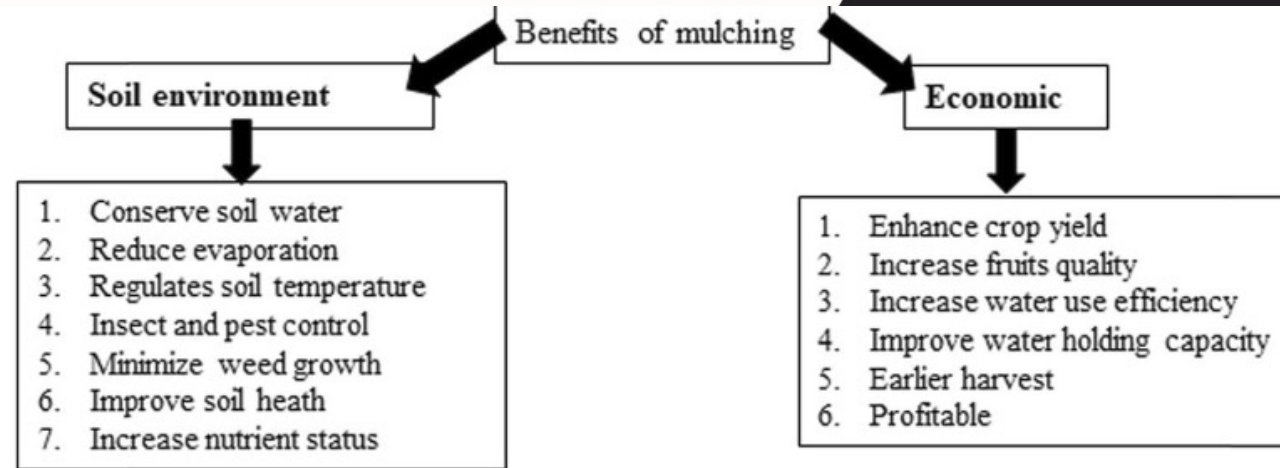 Benefits of mulching
Soil environment
1. Conserve soil water
2. Reduce evaporation
3. Regulates soil temperature
4. Insect and pest control
5. Minimize weed growth
6. Improve soil heath
7. Increase nutrient status
Economic
1. Enhance crop yield
2. Increase fruits quality
3. Increase water use efficiency
4. Improve water holding capacity
5. Earlier harvest
6. Profitable